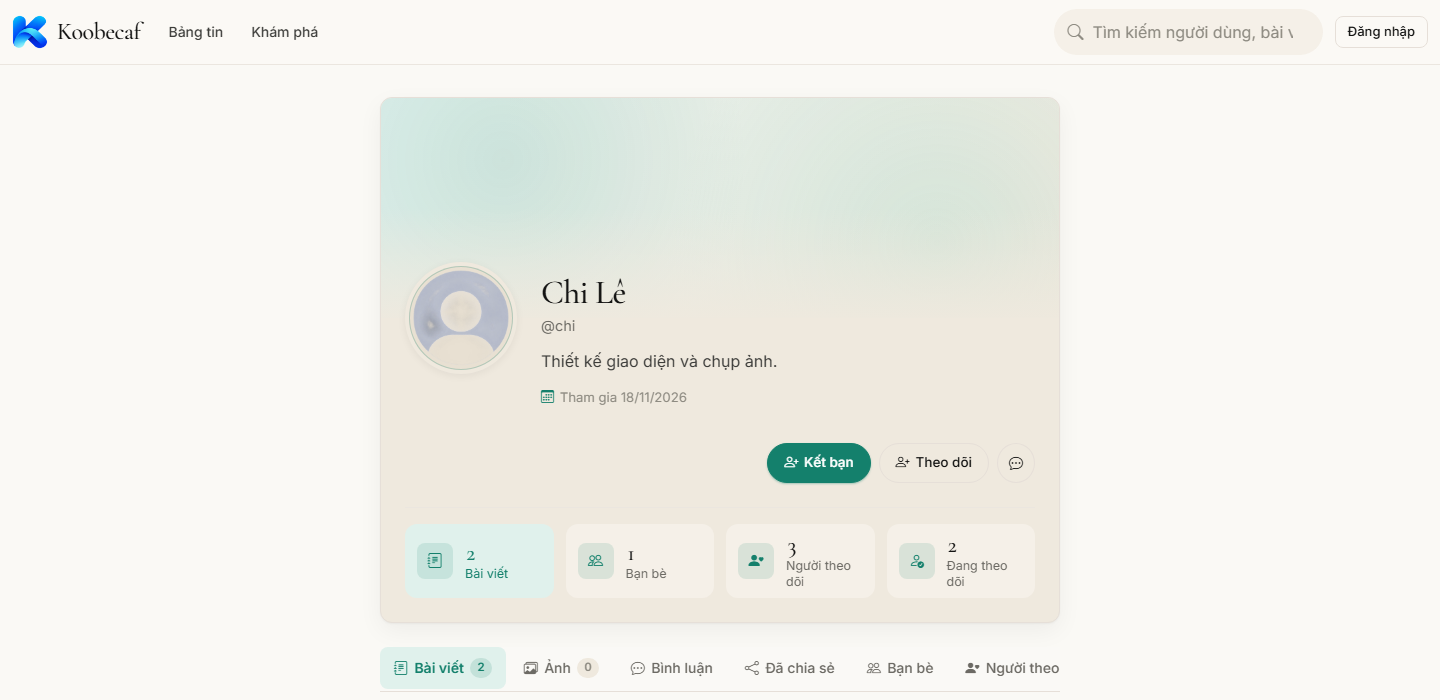 Koobecaf
Bảng tin
Khám phá
Tìm kiếm người dùng, bài
Đăng nhập
Chi Lê
@chi
Thiết kế giao diện và chụp ảnh.
Tham gia 18/11/2026
Kết bạn
Theo dõi
2
Bài viết
1
Bạn bè
3
Người theo
dõi
2
Đang theo
dõi
Bài viết 2
Ảnh 0
Bình luận
Đã chia sẻ
Bạn bè
Người theo